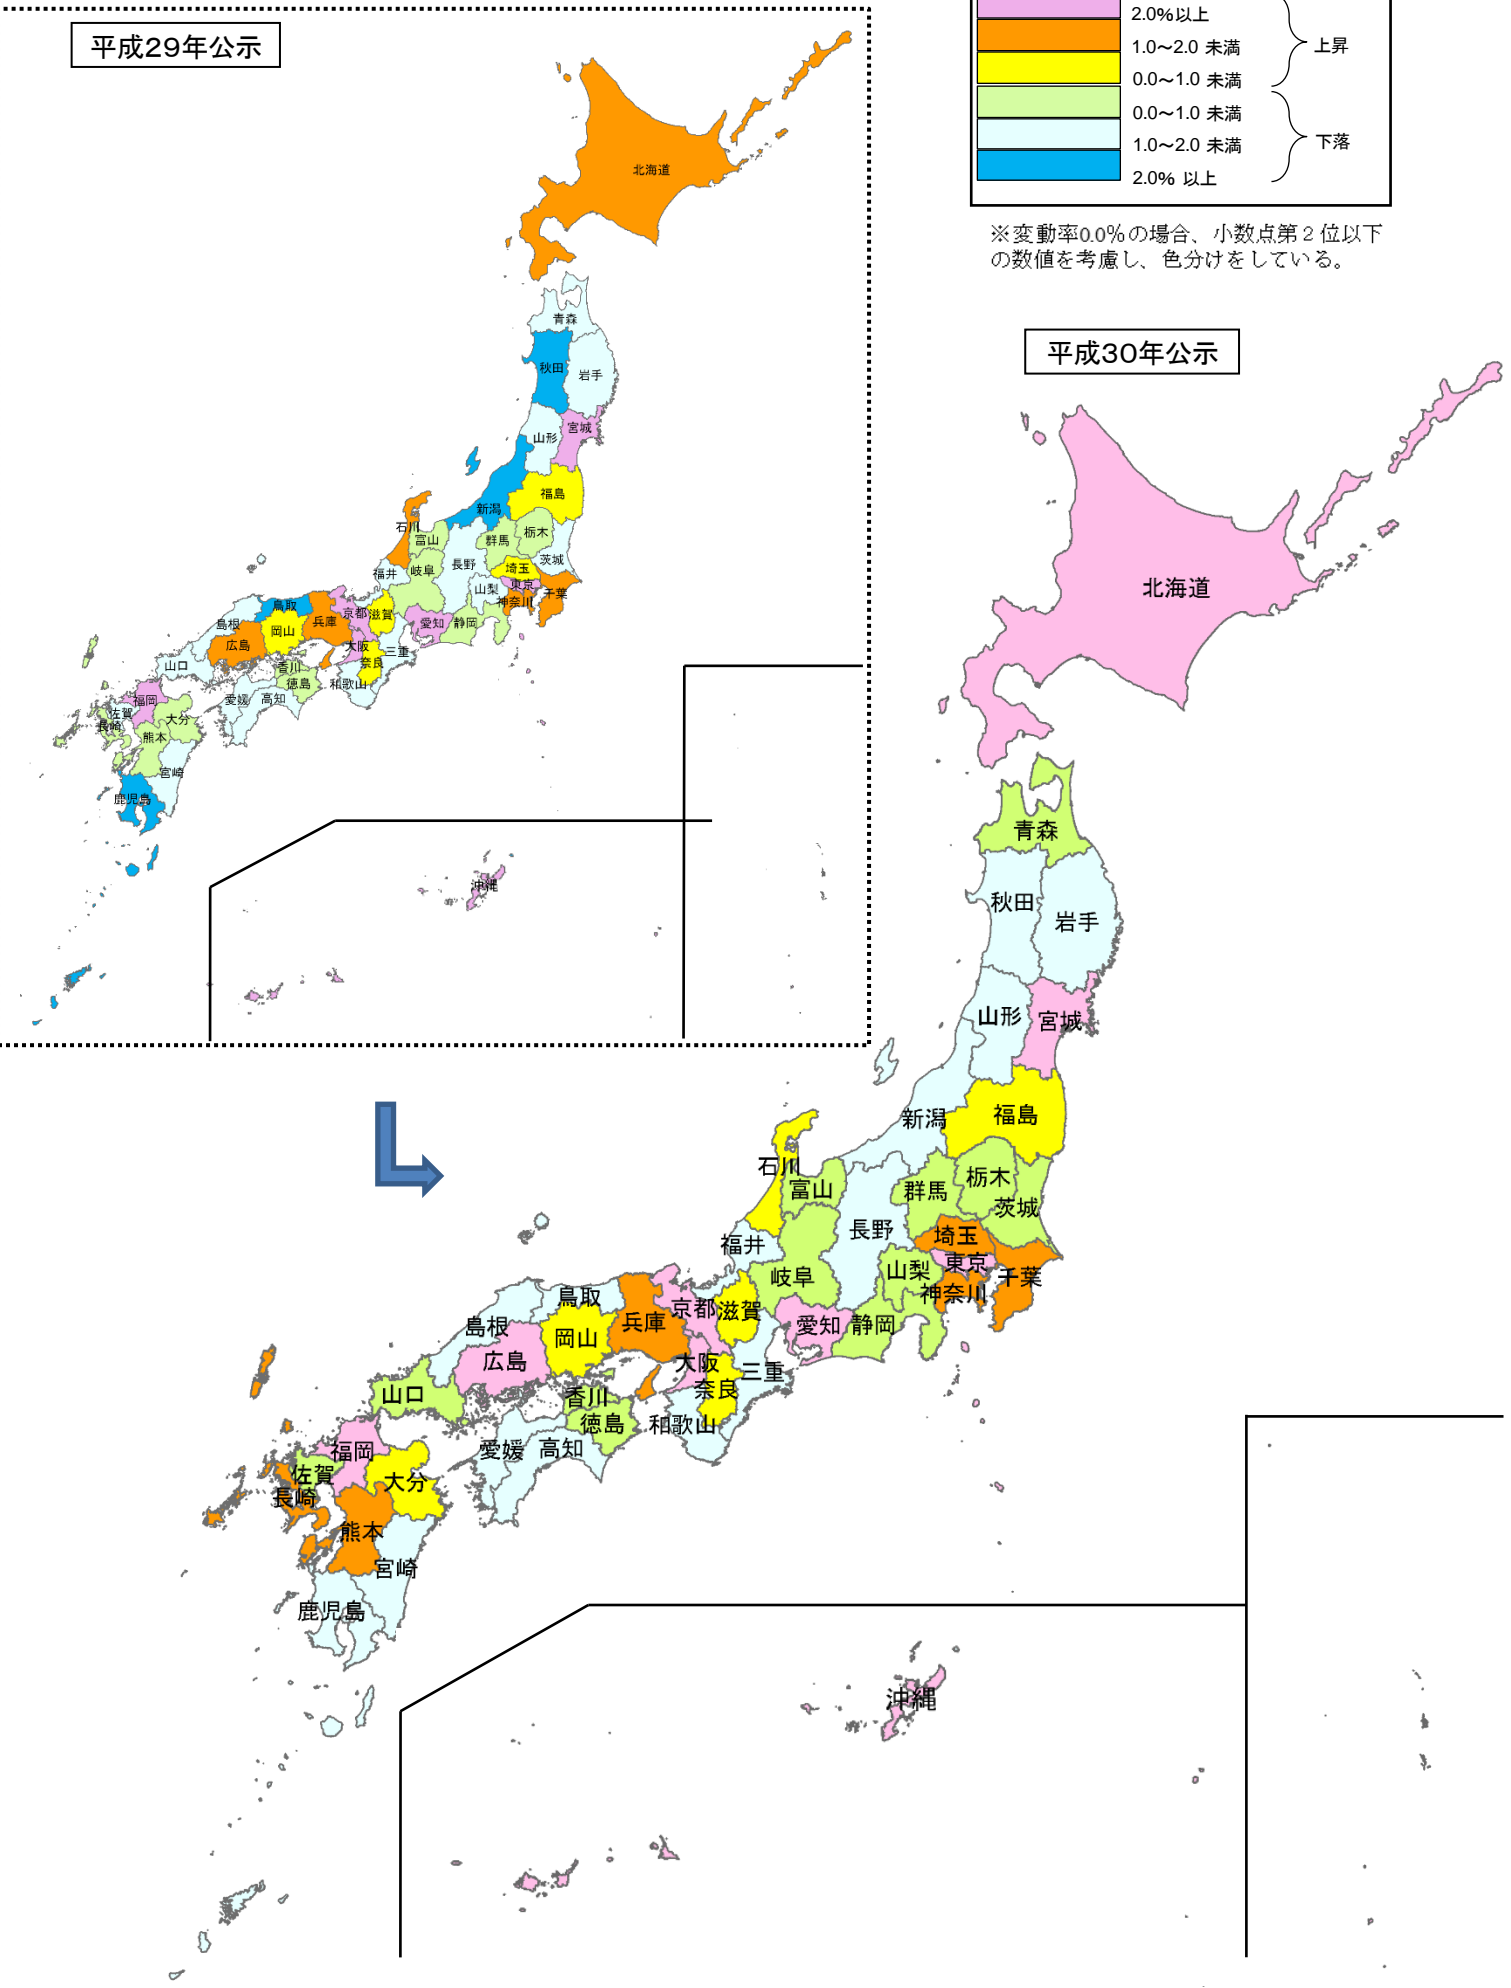 平成29年公示
2.0%以上
1.0～2.0 未満
0.0～1.0 未満
上昇
0.0～1.0 未満
1.0～2.0 未満
2.0% 以上
下落
※変動率0.0％の場合、小数点第２位以下
の数値を考慮し、色分けをしている。
北海道
青森
秋田
岩手
山形
宮城
新潟
福島
石川
富山
群馬
栃木
長野
茨城
福井
岐阜
埼玉
東京
山梨
千葉
神奈川
鳥取
兵庫
京都
滋賀
愛知
静岡
島根
岡山
広島
大阪
三重
奈良
山口
香川
徳島
和歌山
愛媛
高知
福岡
佐賀
大分
長崎
熊本
宮崎
鹿児島
沖縄
平成30年公示
北海道
青森
秋田
岩手
山形
宮城
新潟
福島
石川
富山
群馬
栃木
茨城
長野
福井
埼玉
東京
岐阜
山梨
千葉
神奈川
鳥取
京都
滋賀
兵庫
愛知
静岡
島根
岡山
広島
大阪
三重
奈良
山口
香川
徳島
和歌山
愛媛
高知
福岡
佐賀
大分
長崎
熊本
宮崎
鹿児島
沖縄